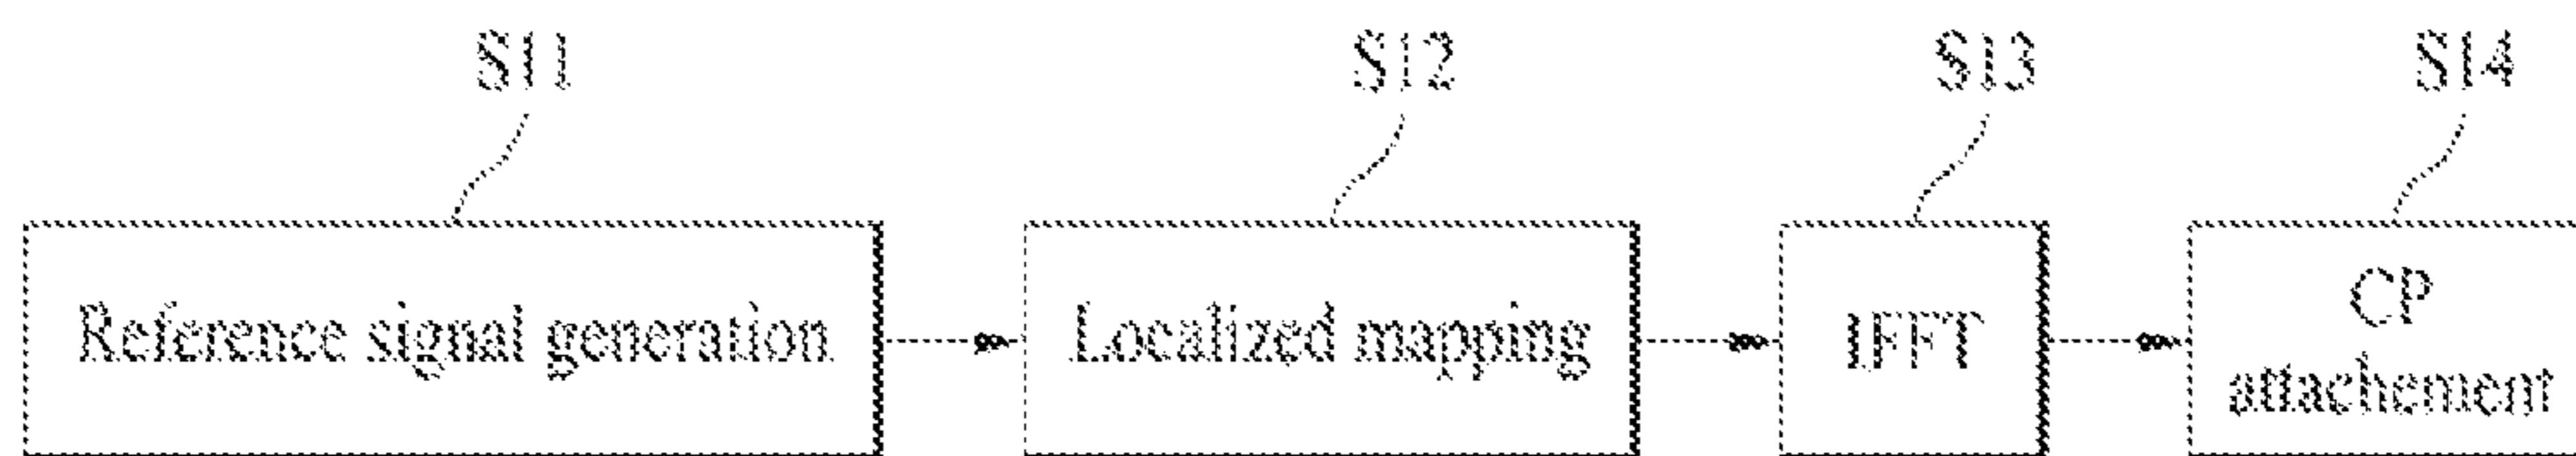 S11
S12
S13
S14
Reference signal generation
Localized mapping
IFFT
CP
attachement